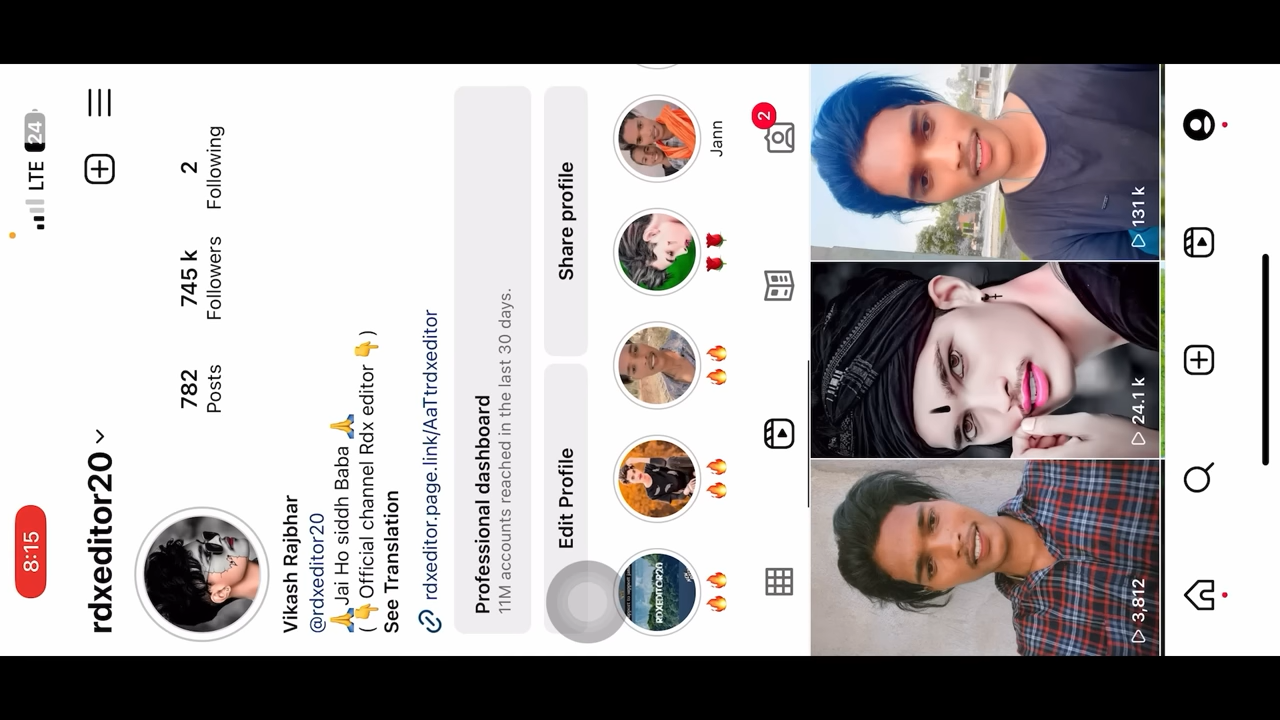 8:15
LTE 24
rdxeditor20
782
Posts
745 k
Followers
2
Following
Vikash Rajbhar
@rdxeditor20
🙏 Jai Ho siddh Baba 🙏
( 👇 Official channel Rdx editor 👇 )
See Translation
rdxeditor.page.link/AaTtrdxeditor
Professional dashboard
11M accounts reached in the last 30 days.
Edit Profile
Share profile
RDXEDITOR20
🔥🔥
🔥🔥
🔥🔥
🌹🌹
Jann
2
3,812
24.1 k
131 k